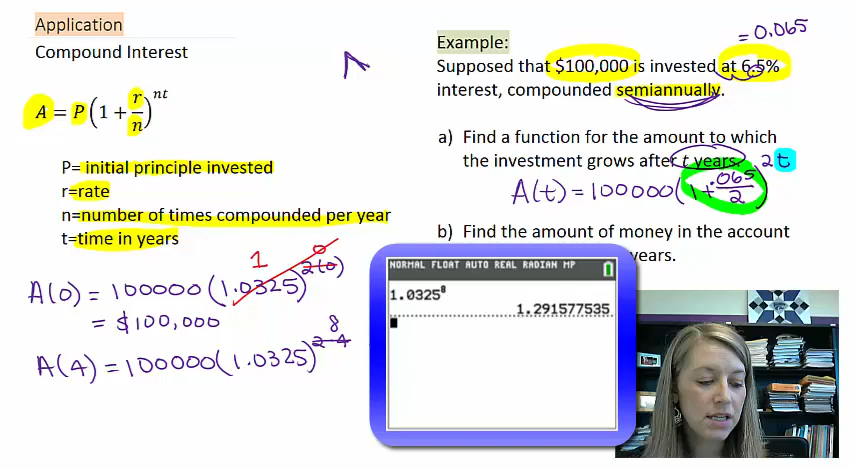 Application
Compound Interest
A = P(1 + r/n)^nt
P= initial principle invested
r=rate
n=number of times compounded per year
t=time in years
A(0) = 100000(1.0325)^2(0) 1 0
= $100,000
A(4) = 100000(1.0325)^2·4 8
= 0.065
Example:
Supposed that $100,000 is invested at 6.5%
interest, compounded semiannually.
a) Find a function for the amount to which
the investment grows after t years.
A(t) = 100000(1+.065/2)^2t
b) Find the amount of money in the account
years.
NORMAL FLOAT AUTO REAL RADIAN MP
1.0325^8
1.291577535